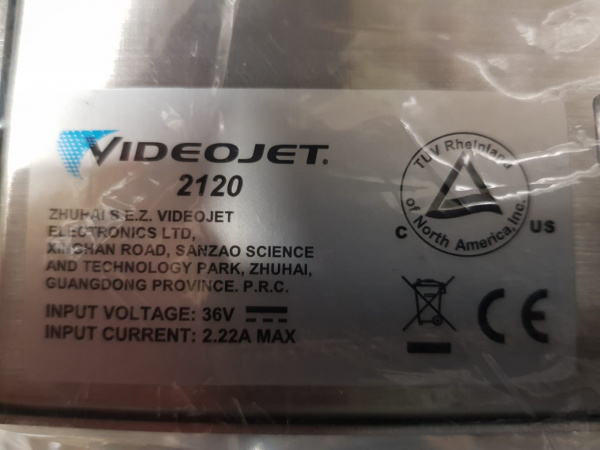 VIDEOJET.
2120
ZHUHAI S.E.Z. VIDEOJET
ELECTRONICS LTD,
XINGHAN ROAD, SANZAO SCIENCE
AND TECHNOLOGY PARK, ZHUHAI,
GUANGDONG PROVINCE. P.R.C.
INPUT VOLTAGE: 36V
INPUT CURRENT: 2.22A MAX
TUV Rheinland
of North America, Inc.
C US
CE